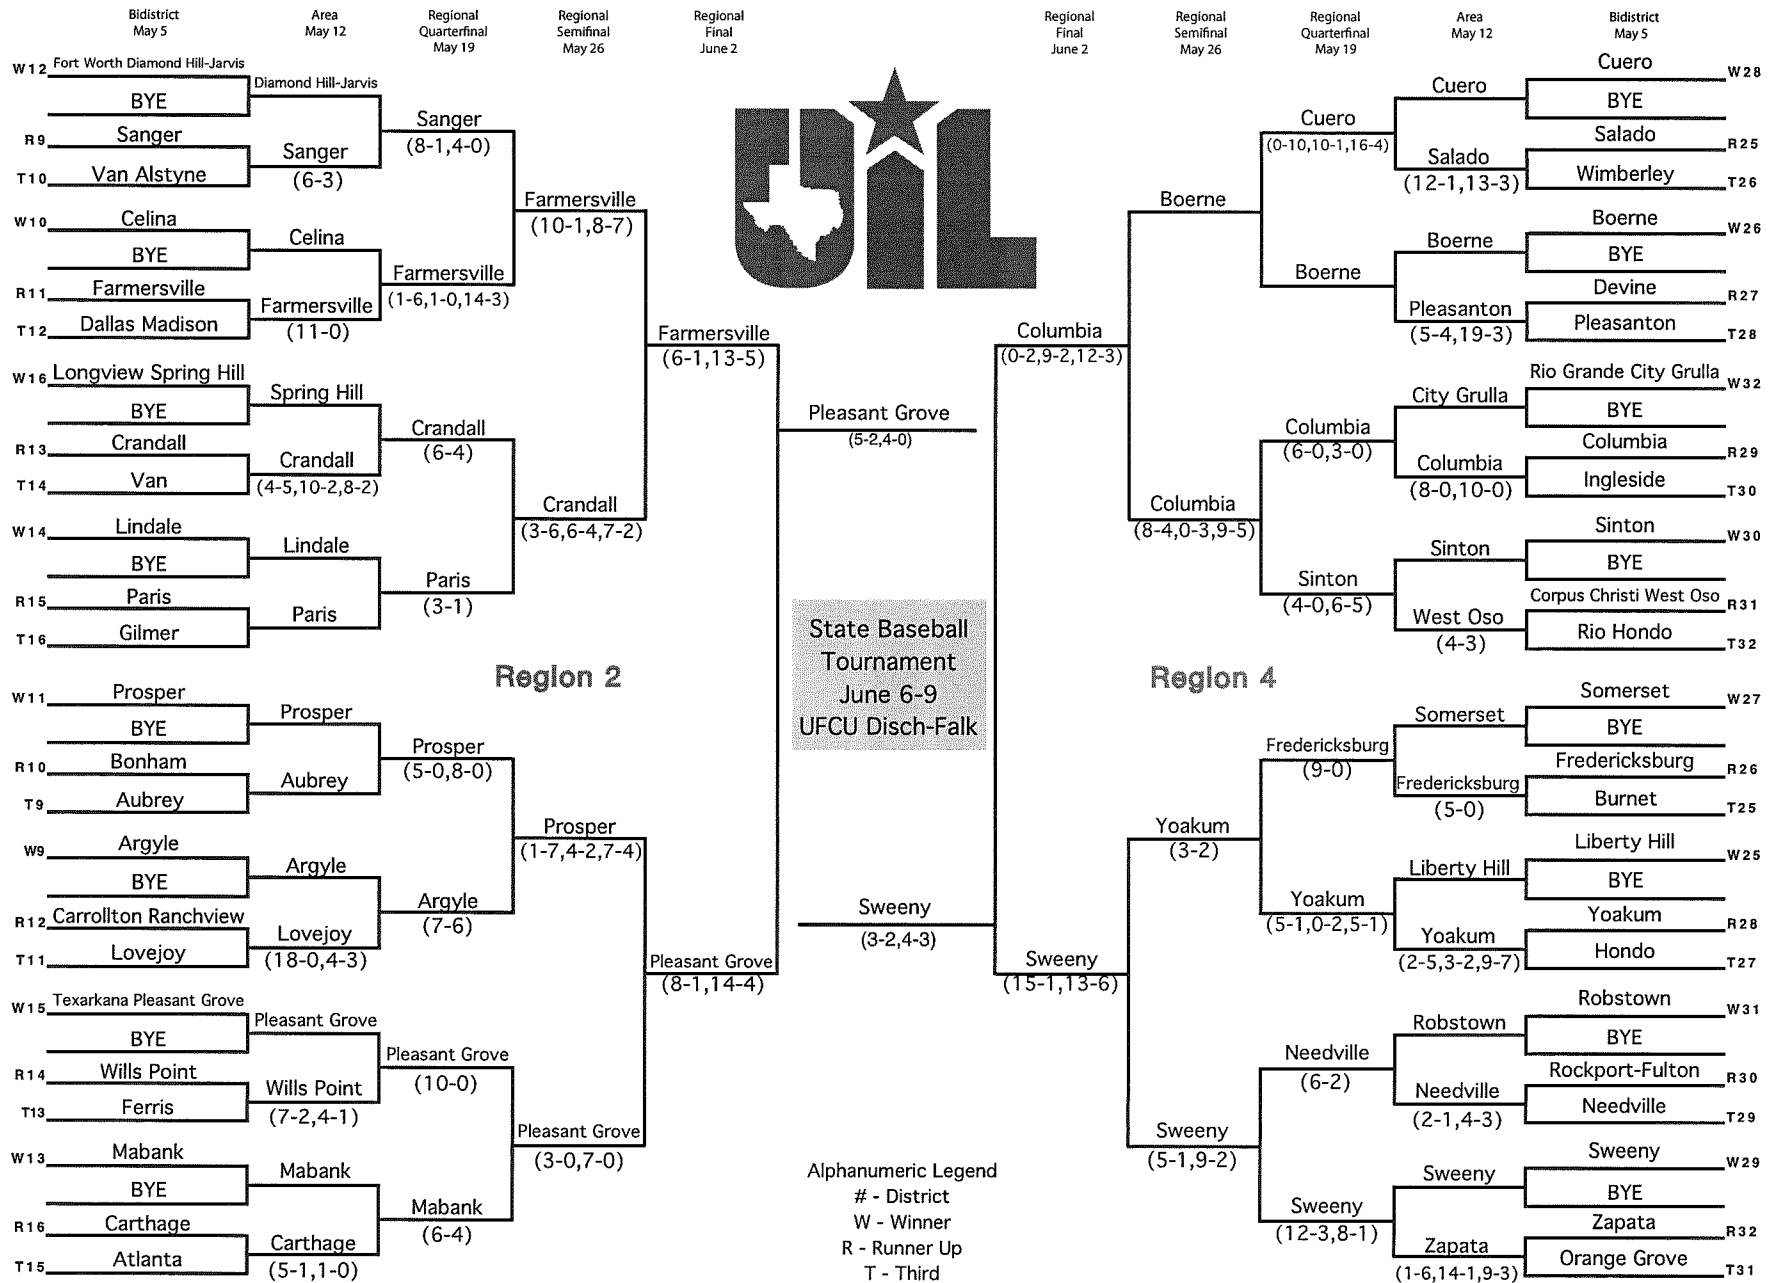 Bidistrict
May 5
Area
May 12
Regional
Quarterfinal
May 19
Regional
Semifinal
May 26
Regional
Final
June 2
W12
Fort Worth Diamond Hill-Jarvis
BYE
Diamond Hill-Jarvis
R9
Sanger
T10
Van Alstyne
Sanger
(6-3)
Sanger
(8-1,4-0)
W10
Celina
BYE
Celina
R11
Farmersville
T12
Dallas Madison
Farmersville
(11-0)
Farmersville
(1-6,1-0,14-3)
Farmersville
(10-1,8-7)
W16
Longview Spring Hill
BYE
Spring Hill
R13
Crandall
T14
Van
Crandall
(4-5,10-2,8-2)
Crandall
(6-4)
W14
Lindale
BYE
Lindale
R15
Paris
T16
Gilmer
Paris
Paris
(3-1)
Crandall
(3-6,6-4,7-2)
Farmersville
(6-1,13-5)
Region 2
W11
Prosper
BYE
Prosper
R10
Bonham
T9
Aubrey
Aubrey
Prosper
(5-0,8-0)
W9
Argyle
BYE
Argyle
R12
Carrollton Ranchview
T11
Lovejoy
Lovejoy
(18-0,4-3)
Argyle
(7-6)
Prosper
(1-7,4-2,7-4)
W15
Texarkana Pleasant Grove
BYE
Pleasant Grove
R14
Wills Point
T13
Ferris
Wills Point
(7-2,4-1)
Pleasant Grove
(10-0)
W13
Mabank
BYE
Mabank
R16
Carthage
T15
Atlanta
Carthage
(5-1,1-0)
Mabank
(6-4)
Pleasant Grove
(3-0,7-0)
Pleasant Grove
(8-1,14-4)
Pleasant Grove
(5-2,4-0)
UIL
State Baseball
Tournament
June 6-9
UFCU Disch-Falk
Sweeny
(3-2,4-3)
Alphanumeric Legend
# - District
W - Winner
R - Runner Up
T - Third
Regional
Final
June 2
Regional
Semifinal
May 26
Regional
Quarterfinal
May 19
Area
May 12
Bidistrict
May 5
Cuero
W28
BYE
Cuero
Salado
R25
Wimberley
T26
Salado
(12-1,13-3)
Cuero
(0-10,10-1,16-4)
Boerne
W26
BYE
Boerne
Devine
R27
Pleasanton
T28
Pleasanton
(5-4,19-3)
Boerne
Boerne
Rio Grande City Grulla
W32
BYE
City Grulla
Columbia
R29
Ingleside
T30
Columbia
(8-0,10-0)
Columbia
(6-0,3-0)
Sinton
W30
BYE
Sinton
Corpus Christi West Oso
R31
Rio Hondo
T32
West Oso
(4-3)
Sinton
(4-0,6-5)
Columbia
(8-4,0-3,9-5)
Columbia
(0-2,9-2,12-3)
Region 4
Somerset
W27
BYE
Somerset
Fredericksburg
R26
Burnet
T25
Fredericksburg
(5-0)
Fredericksburg
(9-0)
Liberty Hill
W25
BYE
Liberty Hill
Yoakum
R28
Hondo
T27
Yoakum
(2-5,3-2,9-7)
Yoakum
(5-1,0-2,5-1)
Yoakum
(3-2)
Robstown
W31
BYE
Robstown
Rockport-Fulton
R30
Needville
T29
Needville
(2-1,4-3)
Needville
(6-2)
Sweeny
W29
BYE
Sweeny
Zapata
R32
Orange Grove
T31
Zapata
(1-6,14-1,9-3)
Sweeny
(12-3,8-1)
Sweeny
(5-1,9-2)
Sweeny
(15-1,13-6)